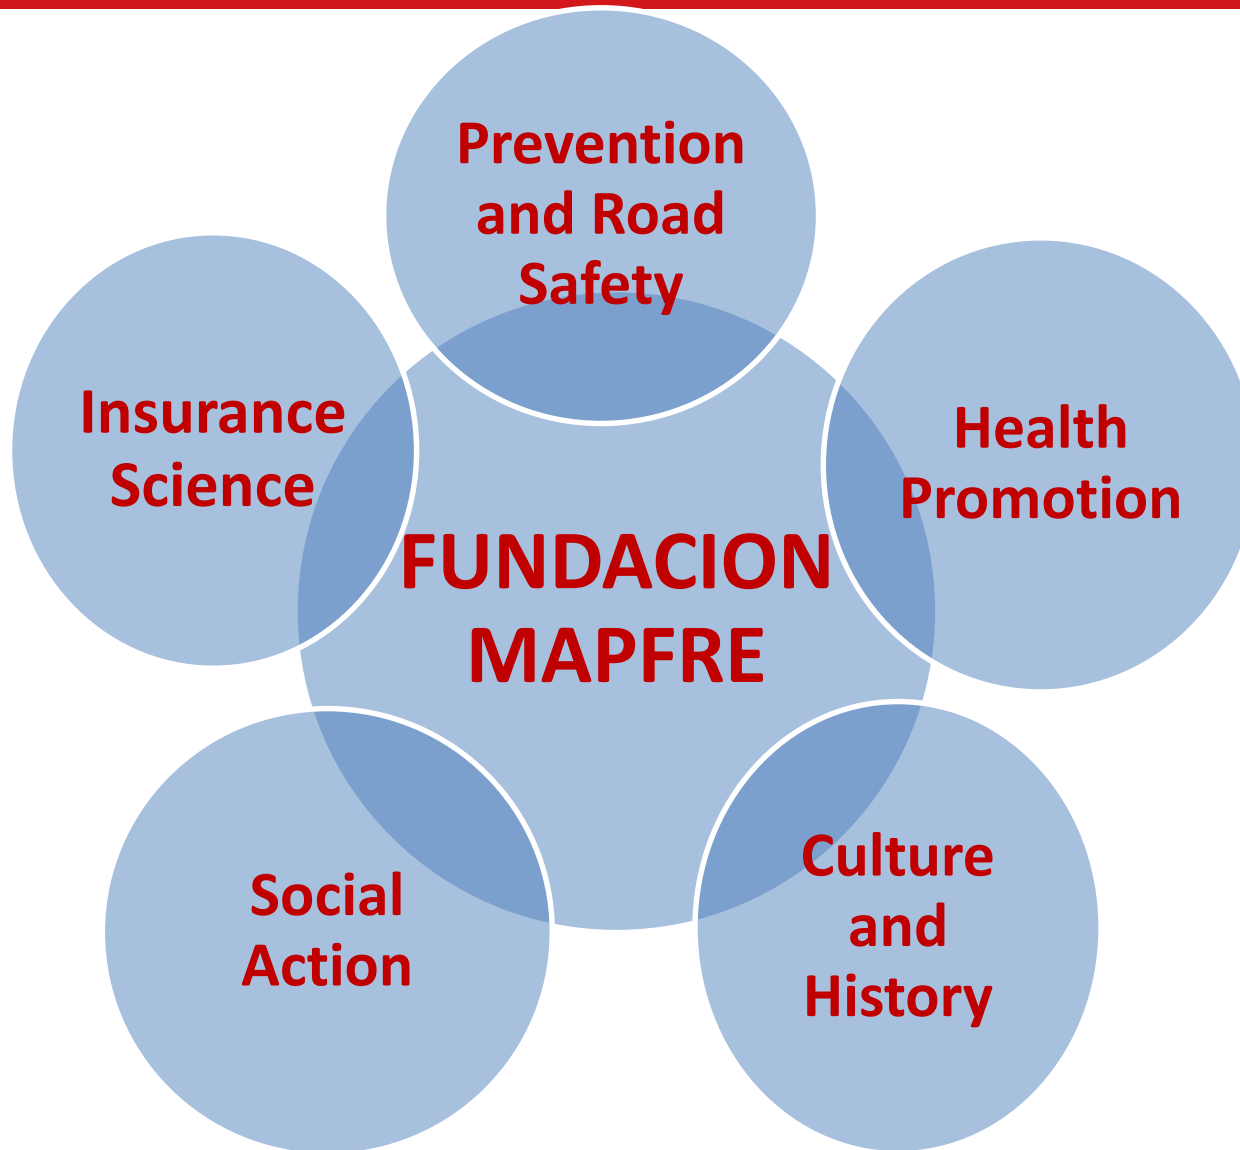 Prevention
and Road
Safety
Insurance
Science
Health
Promotion
FUNDACION
MAPFRE
Social
Action
Culture
and
History